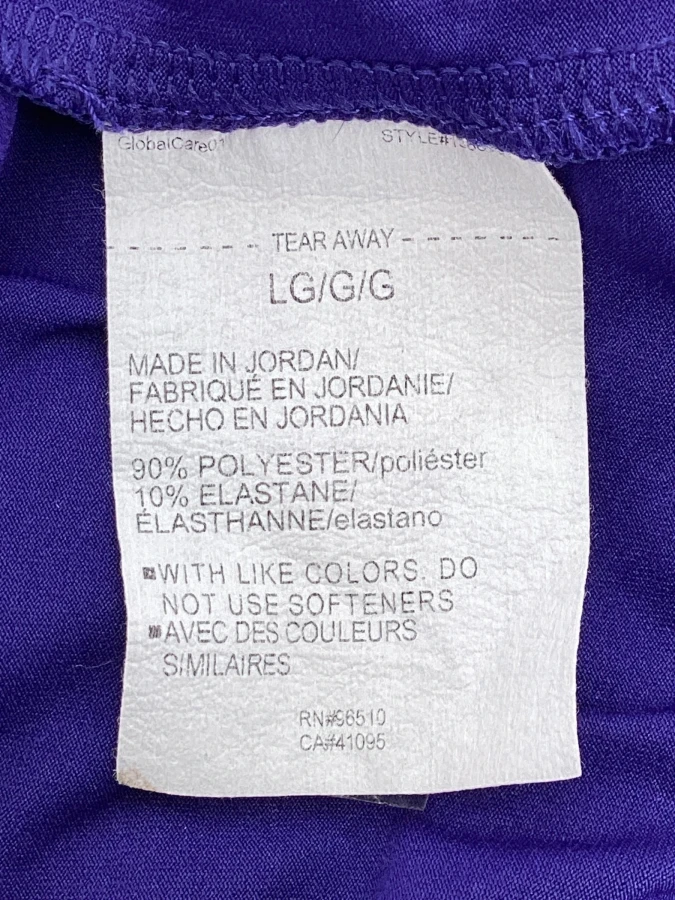 GlobalCare01
TEAR AWAY
LG/G/G
MADE IN JORDAN/
FABRIQUÉ EN JORDANIE/
HECHO EN JORDANIA
90% POLYESTER/poliéster
10% ELASTANE/
ÉLASTHANNE/elastano
WITH LIKE COLORS. DO
NOT USE SOFTENERS
AVEC DES COULEURS
SIMILAIRES
RN#96510
CA#41095